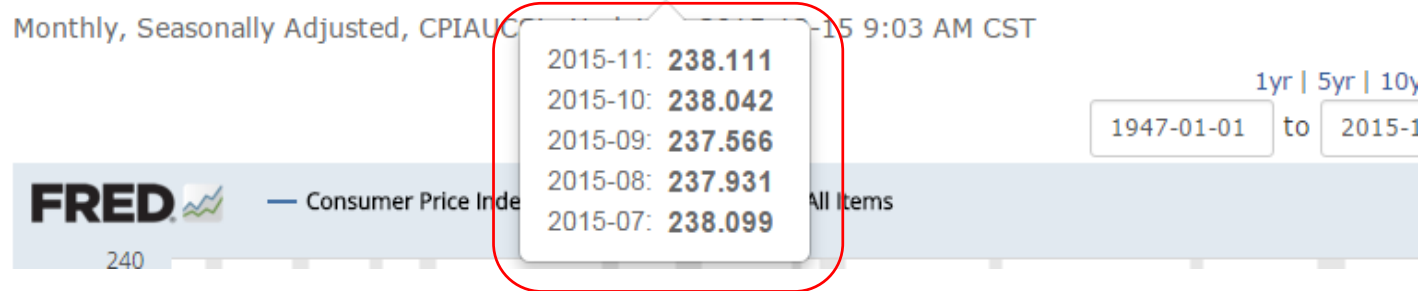 Monthly, Seasonally Adjusted, CPIAUC -15 9:03 AM CST
2015-11: 238.111
2015-10: 238.042
2015-09: 237.566
2015-08: 237.931
2015-07: 238.099
1yr | 5yr | 10y
1947-01-01 to 2015-1
FRED — Consumer Price Inde All Items
240